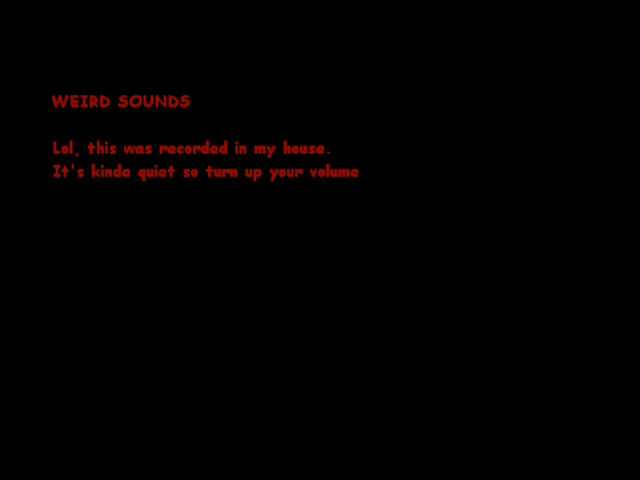 WEIRD SOUNDS
Lol, this was recorded in my house.
It's kinda quiet so turn up your volume